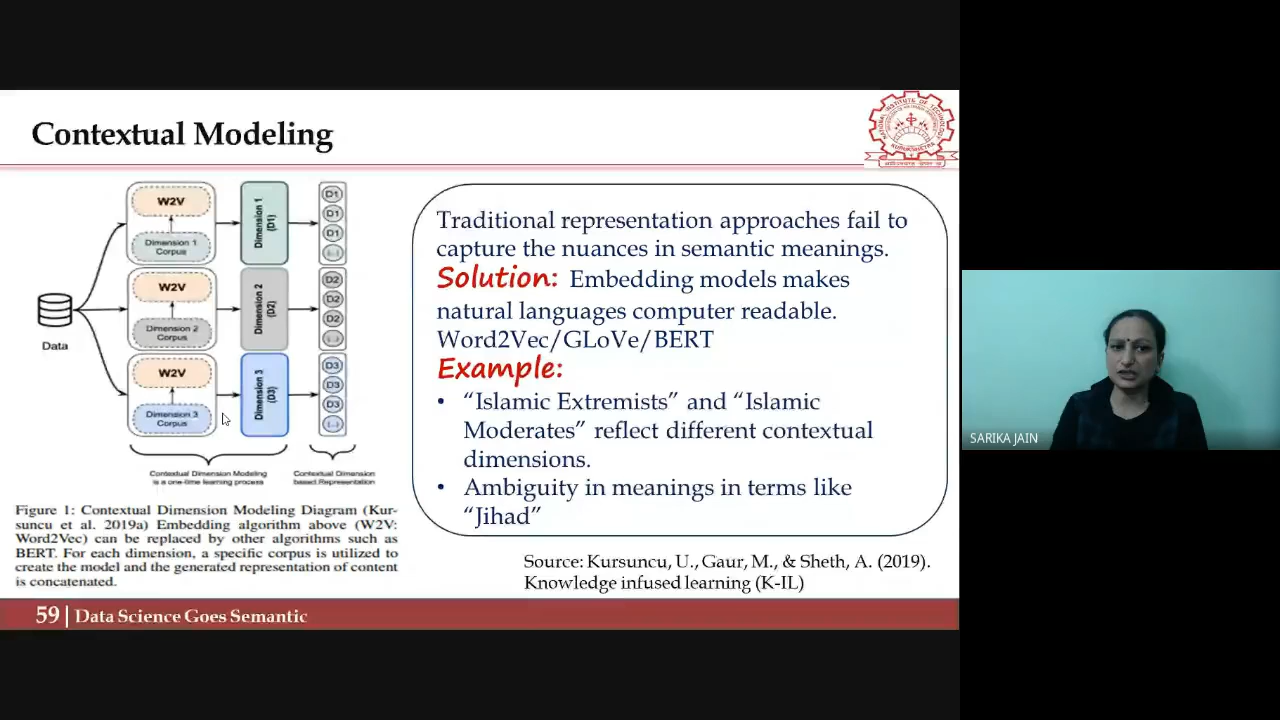 Contextual Modeling
NATIONAL INSTITUTE OF TECHNOLOGY
KURUKSHETRA
W2V
Dimension 1
Corpus
Dimension 1
(D1)
D1
D1
D1
(...)
W2V
Dimension 2
Corpus
Dimension 2
(D2)
D2
D2
D2
(...)
Data
W2V
Dimension 3
Corpus
Dimension 3
(D3)
D3
D3
D3
(...)
Contextual Dimension Modeling
is a one-time learning process
Contextual Dimension
based Representation
Figure 1: Contextual Dimension Modeling Diagram (Kur-
suncu et al. 2019a) Embedding algorithm above (W2V:
Word2Vec) can be replaced by other algorithms such as
BERT. For each dimension, a specific corpus is utilized to
create the model and the generated representation of content
is concatenated.
Traditional representation approaches fail to
capture the nuances in semantic meanings.
Solution: Embedding models makes
natural languages computer readable.
Word2Vec/GLoVe/BERT
Example:
• “Islamic Extremists” and “Islamic
Moderates” reflect different contextual
dimensions.
• Ambiguity in meanings in terms like
“Jihad”
Source: Kursuncu, U., Gaur, M., & Sheth, A. (2019).
Knowledge infused learning (K-IL)
59 | Data Science Goes Semantic
SARIKA JAIN